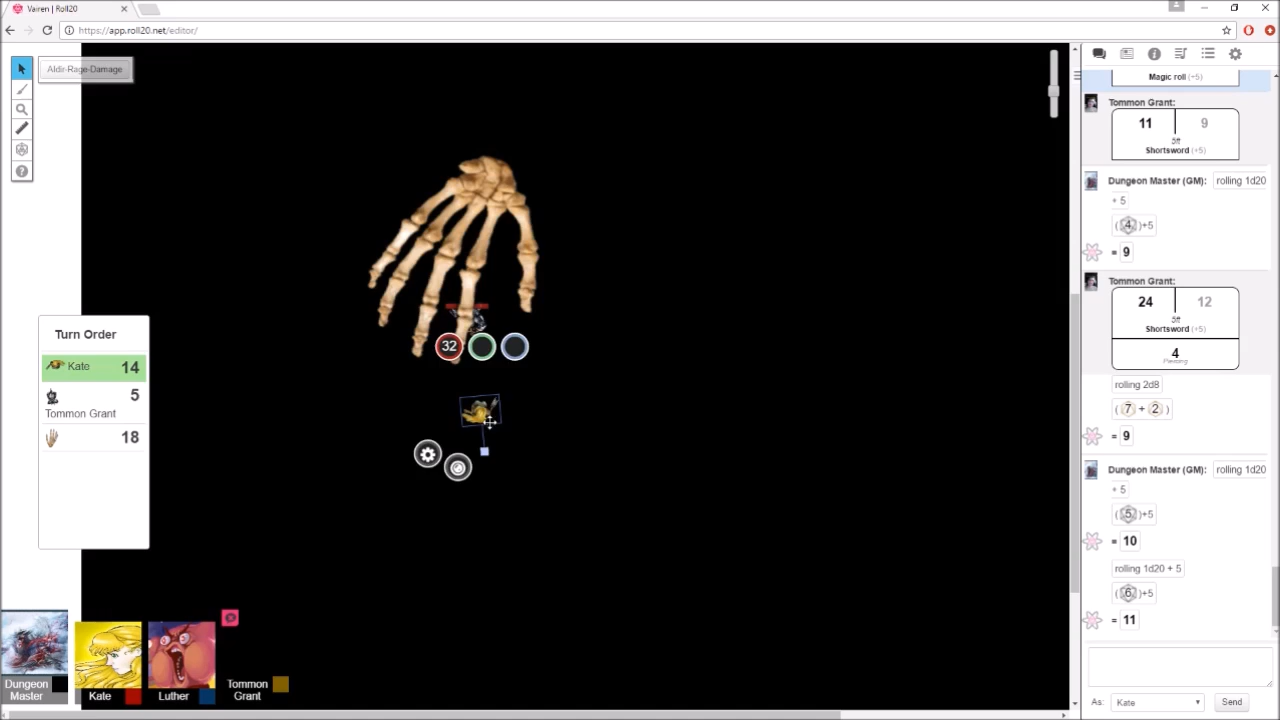 Vairen | Roll20
https://app.roll20.net/editor/
Aldir-Rage-Damage
32
Turn Order
Kate 14
5
Tommon Grant
18
Dungeon
Master
Kate
Luther
Tommon
Grant
Magic roll (+5)
Tommon Grant:
11 9
5ft
Shortsword (+5)
Dungeon Master (GM): rolling 1d20
+ 5
(4)+5
= 9
Tommon Grant:
24 12
5ft
Shortsword (+5)
4
Piercing
rolling 2d8
(7 + 2)
= 9
Dungeon Master (GM): rolling 1d20
+ 5
(5)+5
= 10
rolling 1d20 + 5
(6)+5
= 11
As: Kate Send